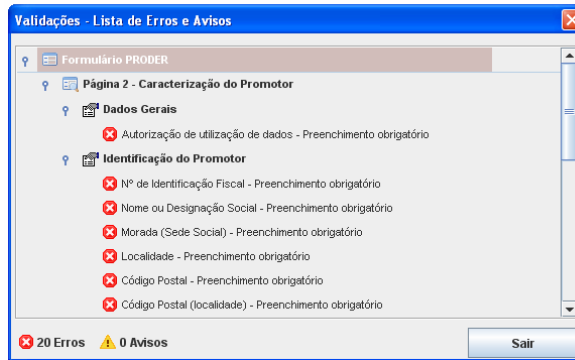 Validações - Lista de Erros e Avisos
Formulário PRODER
Página 2 - Caracterização do Promotor
Dados Gerais
Autorização de utilização de dados - Preenchimento obrigatório
Identificação do Promotor
Nº de Identificação Fiscal - Preenchimento obrigatório
Nome ou Designação Social - Preenchimento obrigatório
Morada (Sede Social) - Preenchimento obrigatório
Localidade - Preenchimento obrigatório
Código Postal - Preenchimento obrigatório
Código Postal (localidade) - Preenchimento obrigatório
20 Erros 0 Avisos Sair